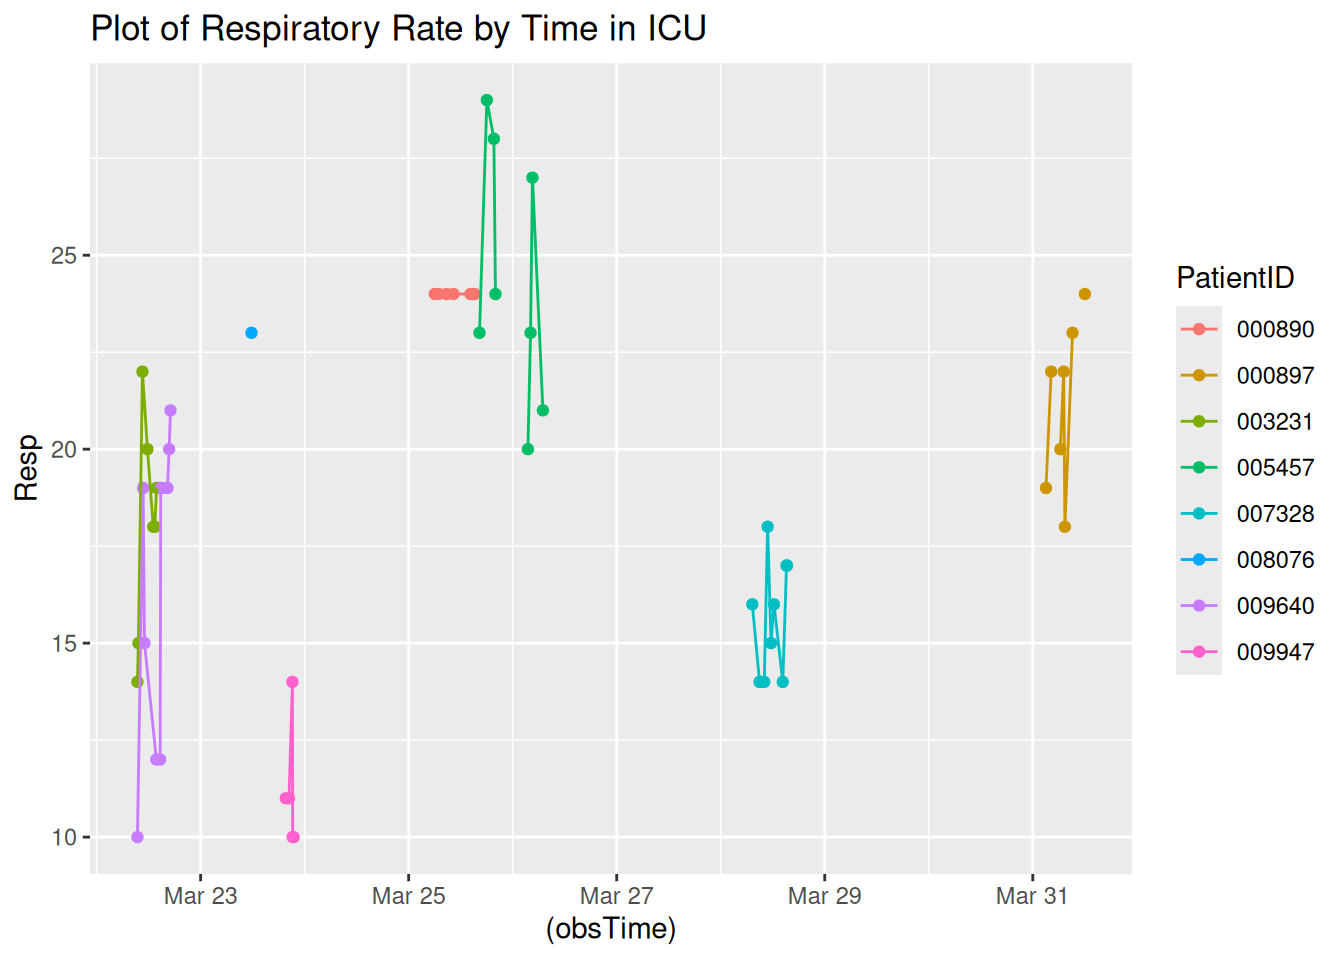 Plot of Respiratory Rate by Time in ICU
25
20
15
10
Resp
Mar 23
Mar 25
Mar 27
Mar 29
Mar 31
(obsTime)
PatientID
000890
000897
003231
005457
007328
008076
009640
009947